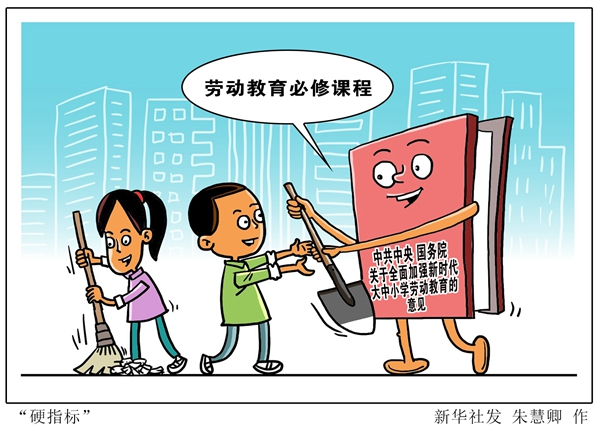 劳动教育必修课程
中共中央 国务院
关于全面加强新时代
大中小学劳动教育的
意见
“硬指标”
新华社发 朱慧卿 作